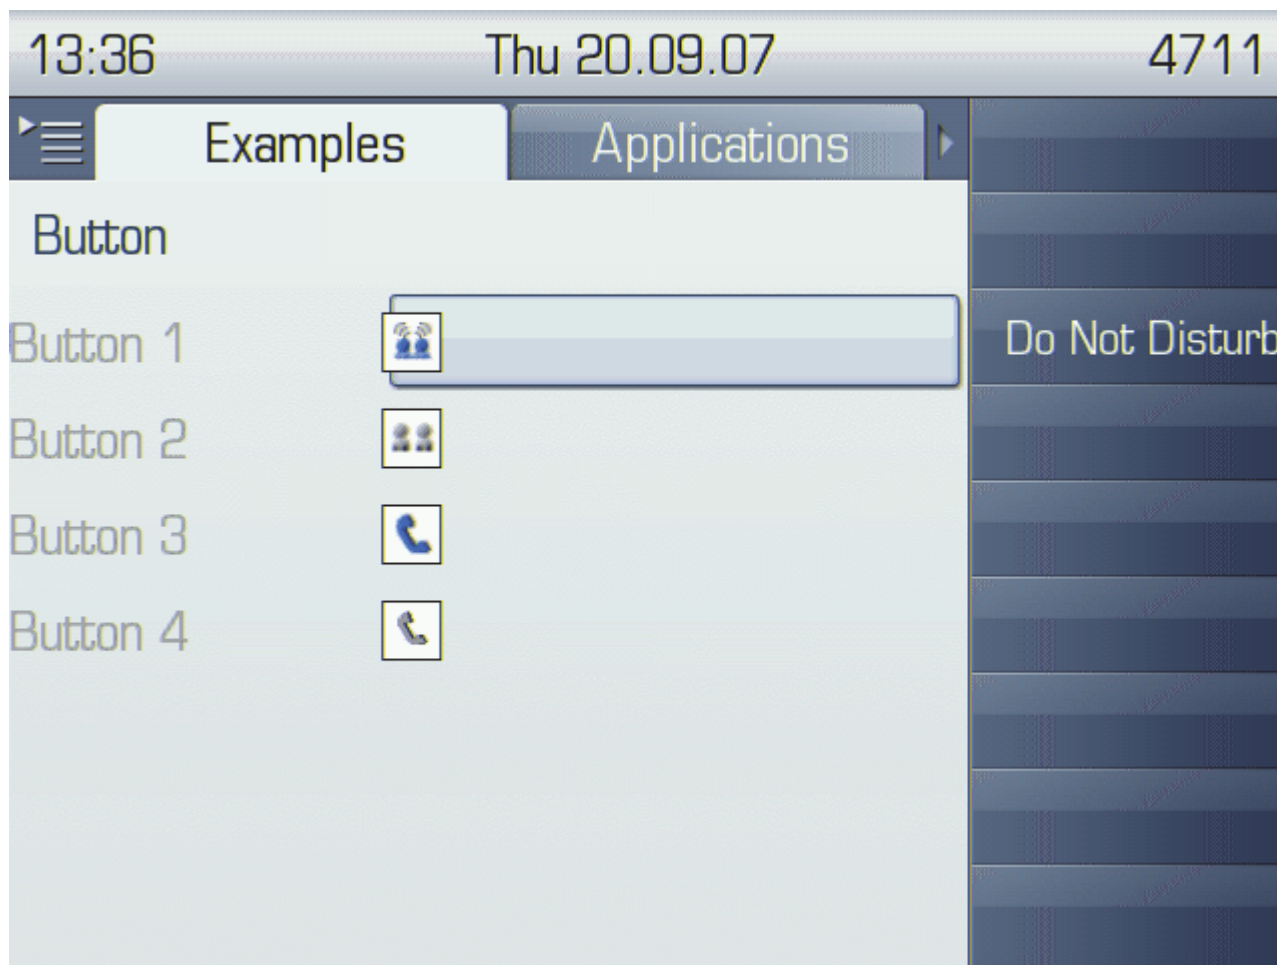 13:36 Thu 20.09.07 4711
Examples Applications
Button
Button 1
Do Not Disturb
Button 2
Button 3
Button 4